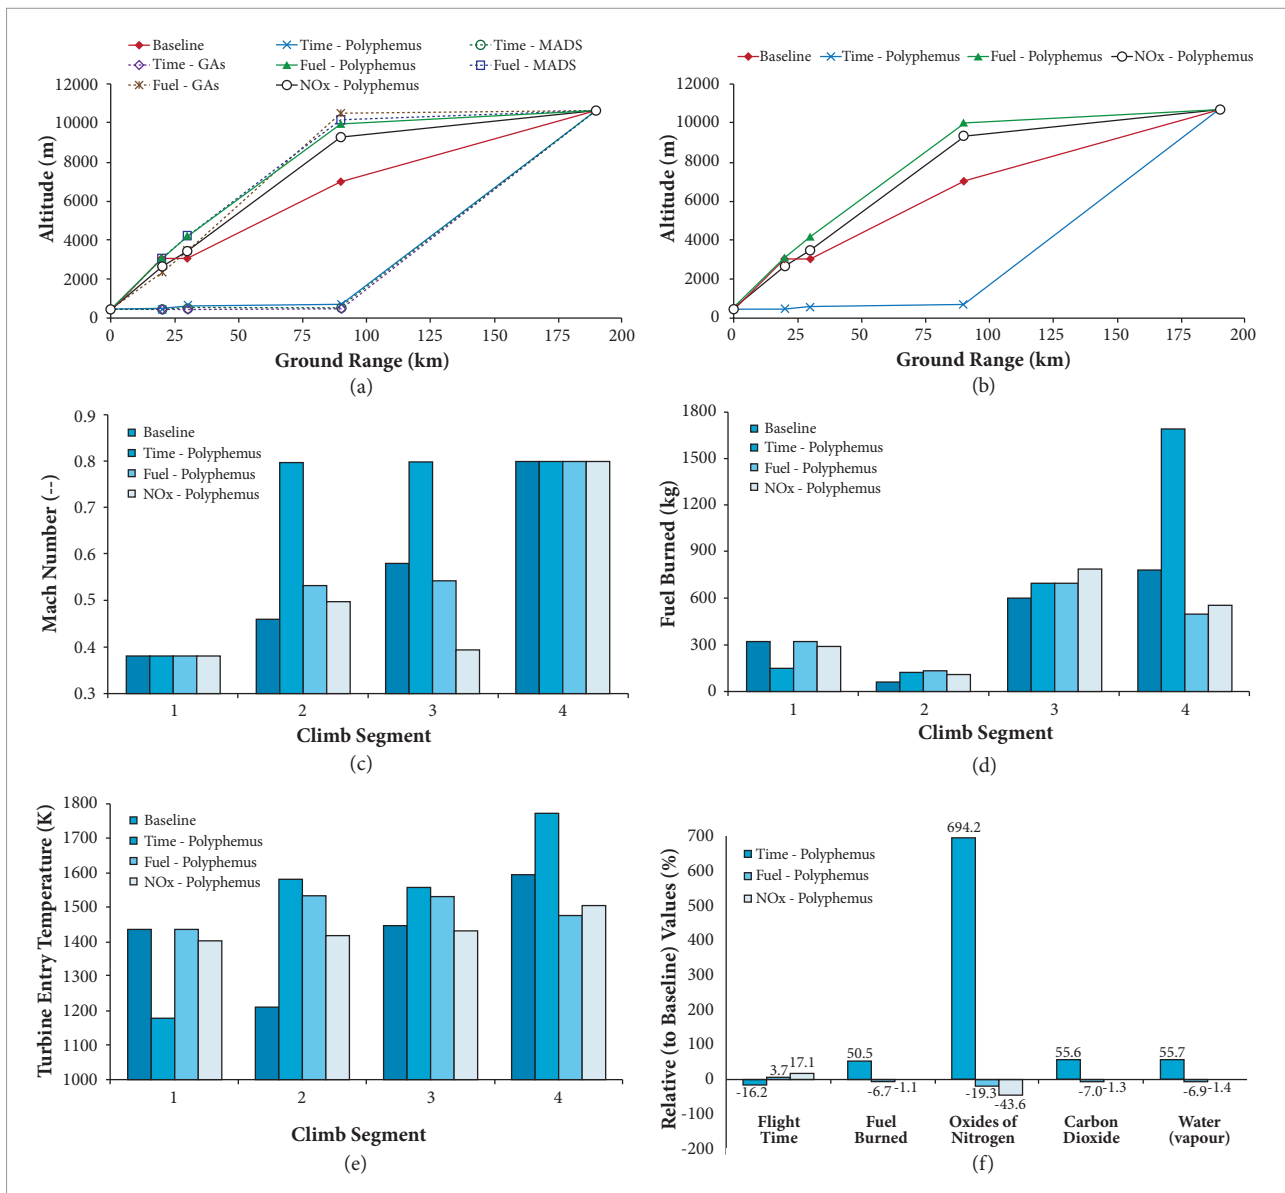 Baseline
Time - Polyphemus
Time - MADS
Time - GAs
Fuel - Polyphemus
Fuel - MADS
Fuel - GAs
NOx - Polyphemus
12000
10000
8000
6000
4000
2000
0
Altitude (m)
0 25 50 75 100 125 150 175 200
Ground Range (km)
(a)
Baseline Time - Polyphemus Fuel - Polyphemus NOx - Polyphemus
12000
10000
8000
6000
4000
2000
0
Altitude (m)
0 25 50 75 100 125 150 175 200
Ground Range (km)
(b)
0.9
0.8
0.7
0.6
0.5
0.4
0.3
Mach Number (--)
Baseline
Time - Polyphemus
Fuel - Polyphemus
NOx - Polyphemus
1 2 3 4
Climb Segment
(c)
1800
1500
1200
900
600
300
0
Fuel Burned (kg)
Baseline
Time - Polyphemus
Fuel - Polyphemus
NOx - Polyphemus
1 2 3 4
Climb Segment
(d)
1800
1700
1600
1500
1400
1300
1200
1100
1000
Turbine Entry Temperature (K)
Baseline
Time - Polyphemus
Fuel - Polyphemus
NOx - Polyphemus
1 2 3 4
Climb Segment
(e)
700
600
500
400
300
200
100
0
-100
-200
Relative (to Baseline) Values (%)
Time - Polyphemus
Fuel - Polyphemus
NOx - Polyphemus
694.2
-16.2 3.7 17.1
50.5 -6.7 -1.1
-19.3 -43.6
55.6 -7.0 -1.3
55.7 -6.9 -1.4
Flight Time
Fuel Burned
Oxides of Nitrogen
Carbon Dioxide
Water (vapour)
(f)